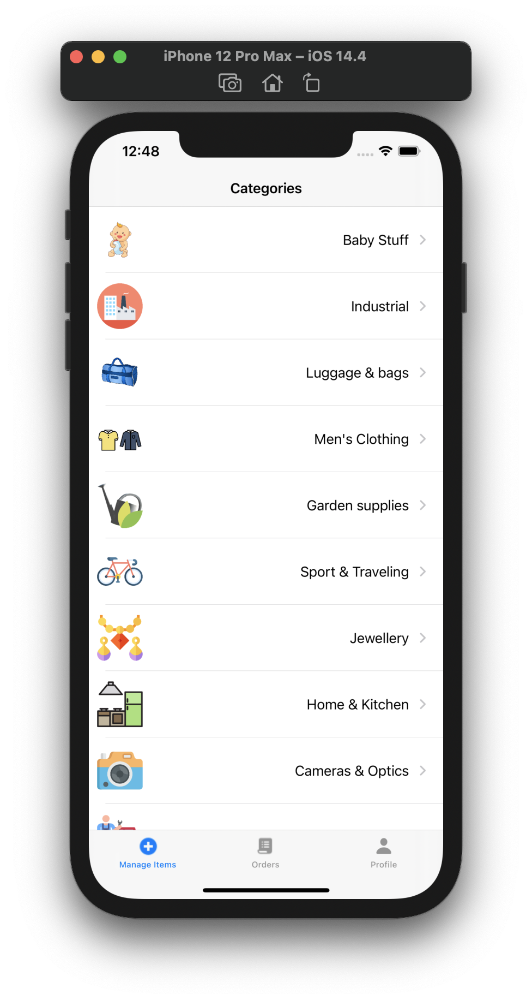 iPhone 12 Pro Max – iOS 14.4
12:48
Categories
Baby Stuff
Industrial
Luggage & bags
Men's Clothing
Garden supplies
Sport & Traveling
Jewellery
Home & Kitchen
Cameras & Optics
Manage Items
Orders
Profile